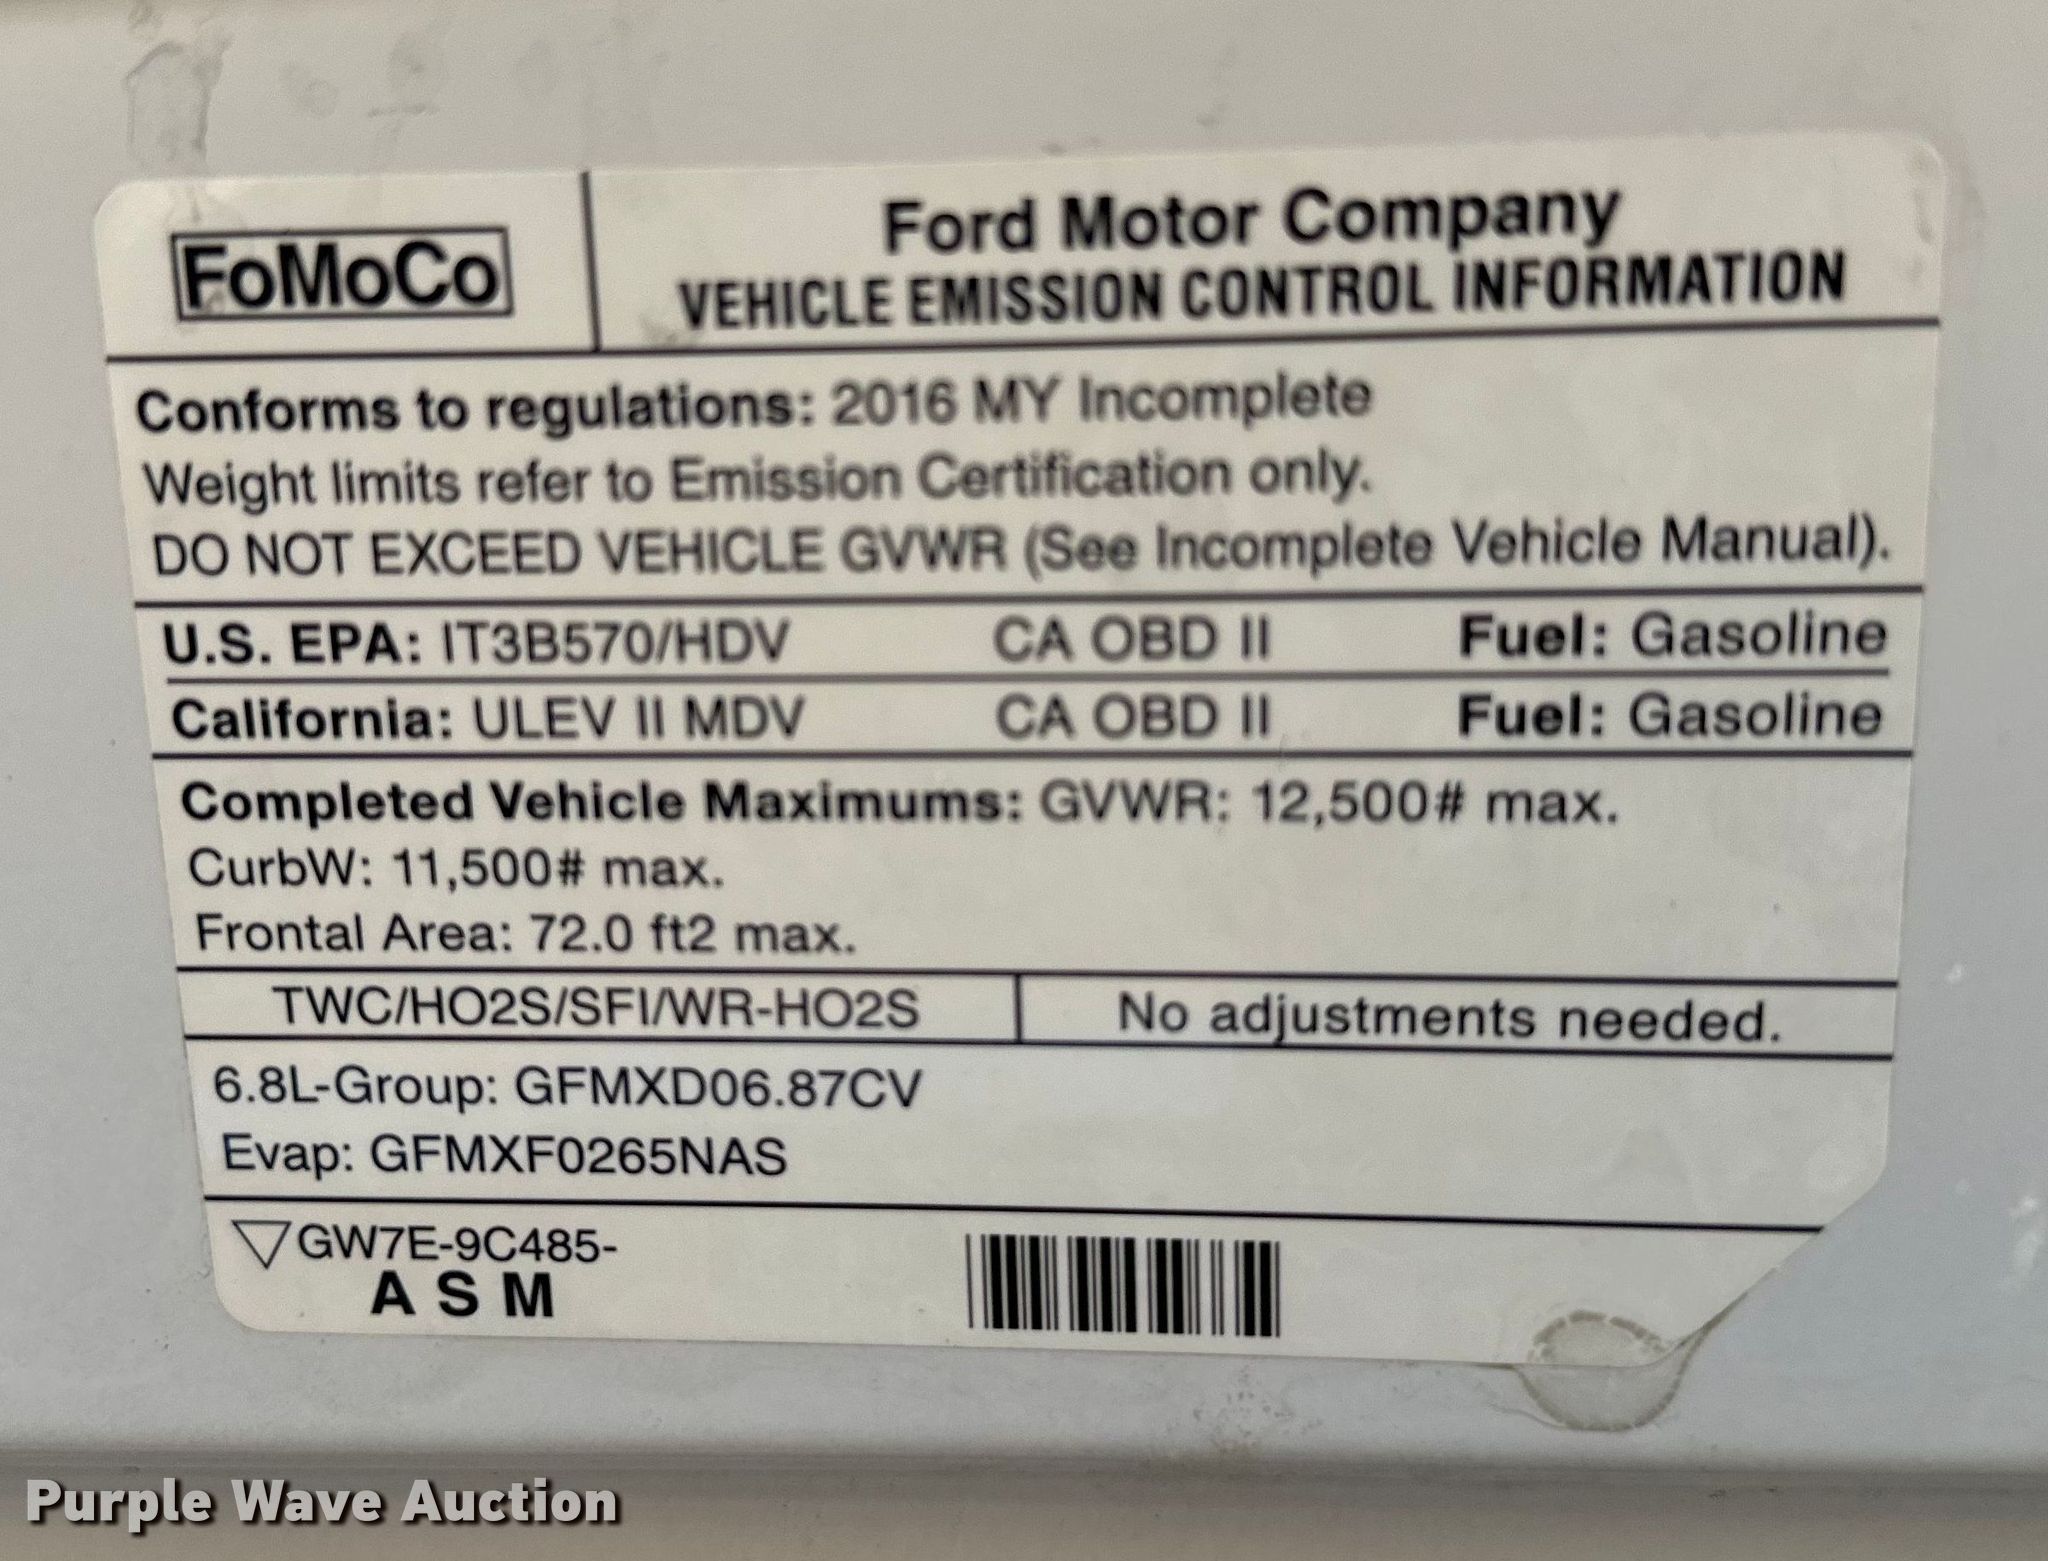 FoMoCo
Ford Motor Company
VEHICLE EMISSION CONTROL INFORMATION
Conforms to regulations: 2016 MY Incomplete
Weight limits refer to Emission Certification only.
DO NOT EXCEED VEHICLE GVWR (See Incomplete Vehicle Manual).
U.S. EPA: IT3B570/HDV CA OBD II Fuel: Gasoline
California: ULEV II MDV CA OBD II Fuel: Gasoline
Completed Vehicle Maximums: GVWR: 12,500# max.
CurbW: 11,500# max.
Frontal Area: 72.0 ft2 max.
TWC/HO2S/SFI/WR-HO2S No adjustments needed.
6.8L-Group: GFMXD06.87CV
Evap: GFMXF0265NAS
GW7E-9C485-
A S M
Purple Wave Auction